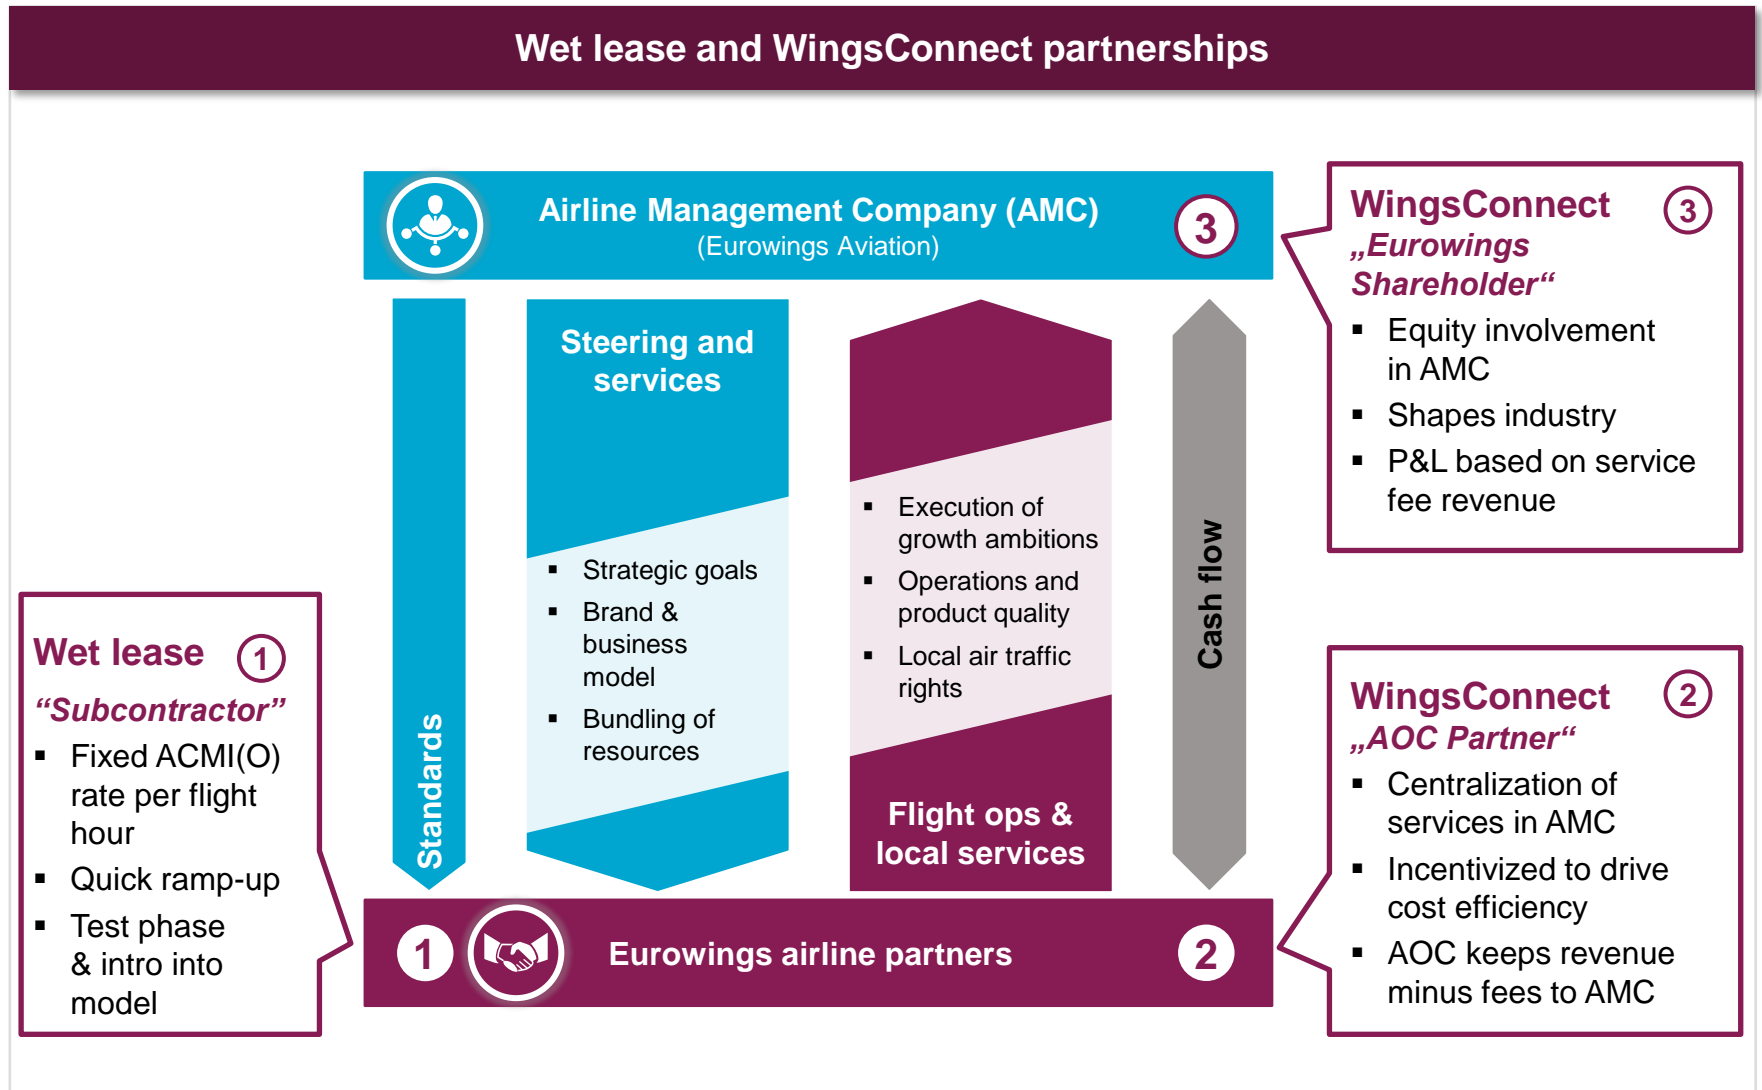 Wet lease and WingsConnect partnerships
Airline Management Company (AMC)
(Eurowings Aviation)
3
WingsConnect
3
„Eurowings
Shareholder“
▪ Equity involvement
in AMC
▪ Shapes industry
▪ P&L based on service
fee revenue
Standards
Steering and
services
▪ Strategic goals
▪ Brand &
business
model
▪ Bundling of
resources
▪ Execution of
growth ambitions
▪ Operations and
product quality
▪ Local air traffic
rights
Flight ops &
local services
Cash flow
Wet lease
1
“Subcontractor”
▪ Fixed ACMI(O)
rate per flight
hour
▪ Quick ramp-up
▪ Test phase
& intro into
model
WingsConnect
2
„AOC Partner“
▪ Centralization of
services in AMC
▪ Incentivized to drive
cost efficiency
▪ AOC keeps revenue
minus fees to AMC
1
Eurowings airline partners
2